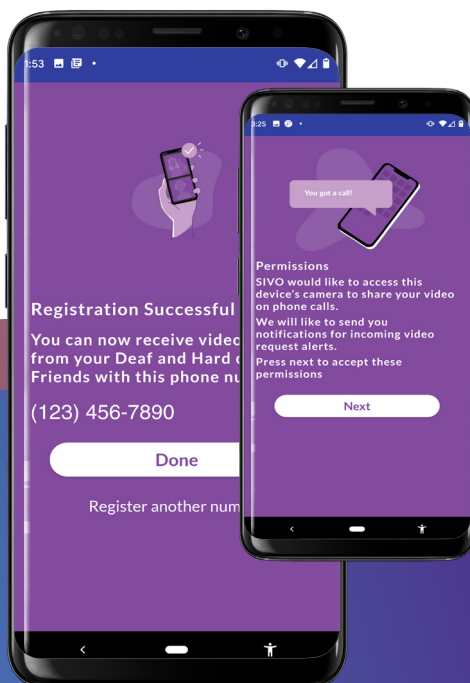 1:53
Registration Successful
You can now receive video
from your Deaf and Hard
Friends with this phone
(123) 456-7890
Done
Register another
3:25
You got a call!
Permissions
SIVO would like to access this
device's camera to share your video
on phone calls.
We will like to send you
notifications for incoming video
request alerts.
Press next to accept these
permissions
Next